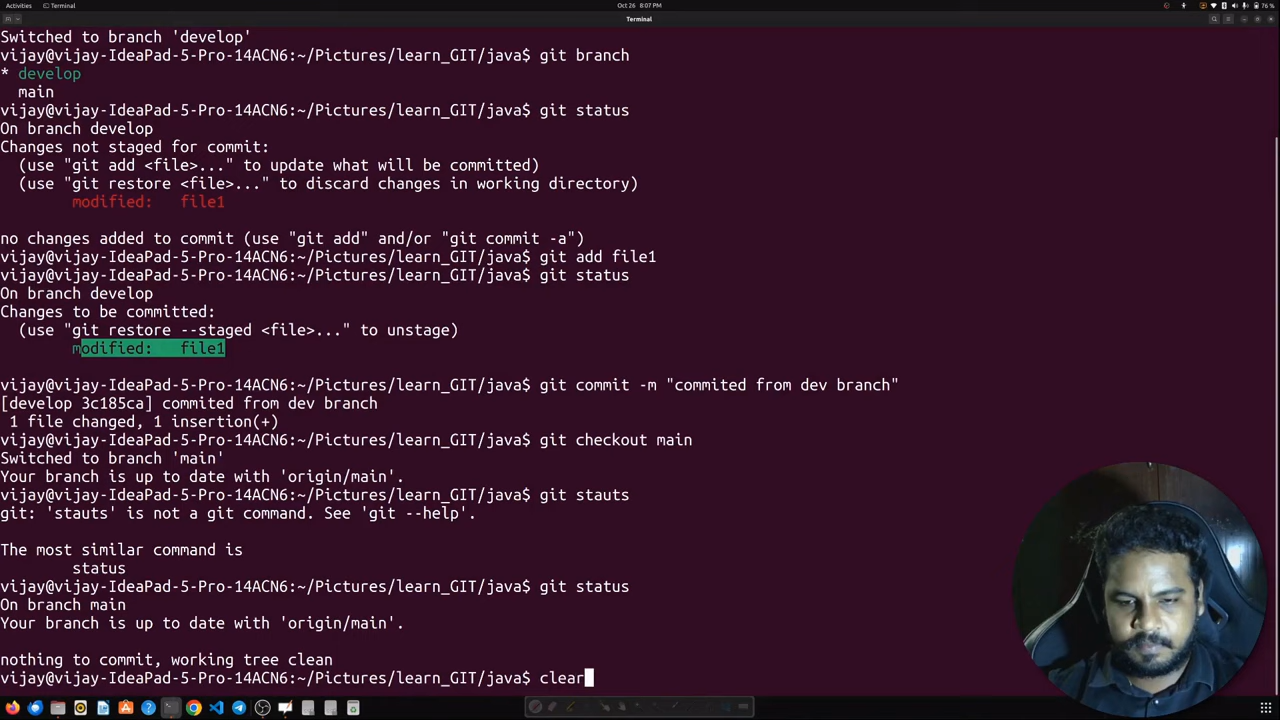 Activities
Terminal
Oct 26 8:07 PM
76 %
Terminal
Switched to branch 'develop'
vijay@vijay-IdeaPad-5-Pro-14ACN6:~/Pictures/learn_GIT/java$ git branch
* develop
main
vijay@vijay-IdeaPad-5-Pro-14ACN6:~/Pictures/learn_GIT/java$ git status
On branch develop
Changes not staged for commit:
(use "git add <file>..." to update what will be committed)
(use "git restore <file>..." to discard changes in working directory)
modified: file1
no changes added to commit (use "git add" and/or "git commit -a")
vijay@vijay-IdeaPad-5-Pro-14ACN6:~/Pictures/learn_GIT/java$ git add file1
vijay@vijay-IdeaPad-5-Pro-14ACN6:~/Pictures/learn_GIT/java$ git status
On branch develop
Changes to be committed:
(use "git restore --staged <file>..." to unstage)
modified: file1
vijay@vijay-IdeaPad-5-Pro-14ACN6:~/Pictures/learn_GIT/java$ git commit -m "commited from dev branch"
[develop 3c185ca] commited from dev branch
1 file changed, 1 insertion(+)
vijay@vijay-IdeaPad-5-Pro-14ACN6:~/Pictures/learn_GIT/java$ git checkout main
Switched to branch 'main'
Your branch is up to date with 'origin/main'.
vijay@vijay-IdeaPad-5-Pro-14ACN6:~/Pictures/learn_GIT/java$ git stauts
git: 'stauts' is not a git command. See 'git --help'.
The most similar command is
status
vijay@vijay-IdeaPad-5-Pro-14ACN6:~/Pictures/learn_GIT/java$ git status
On branch main
Your branch is up to date with 'origin/main'.
nothing to commit, working tree clean
vijay@vijay-IdeaPad-5-Pro-14ACN6:~/Pictures/learn_GIT/java$ clear